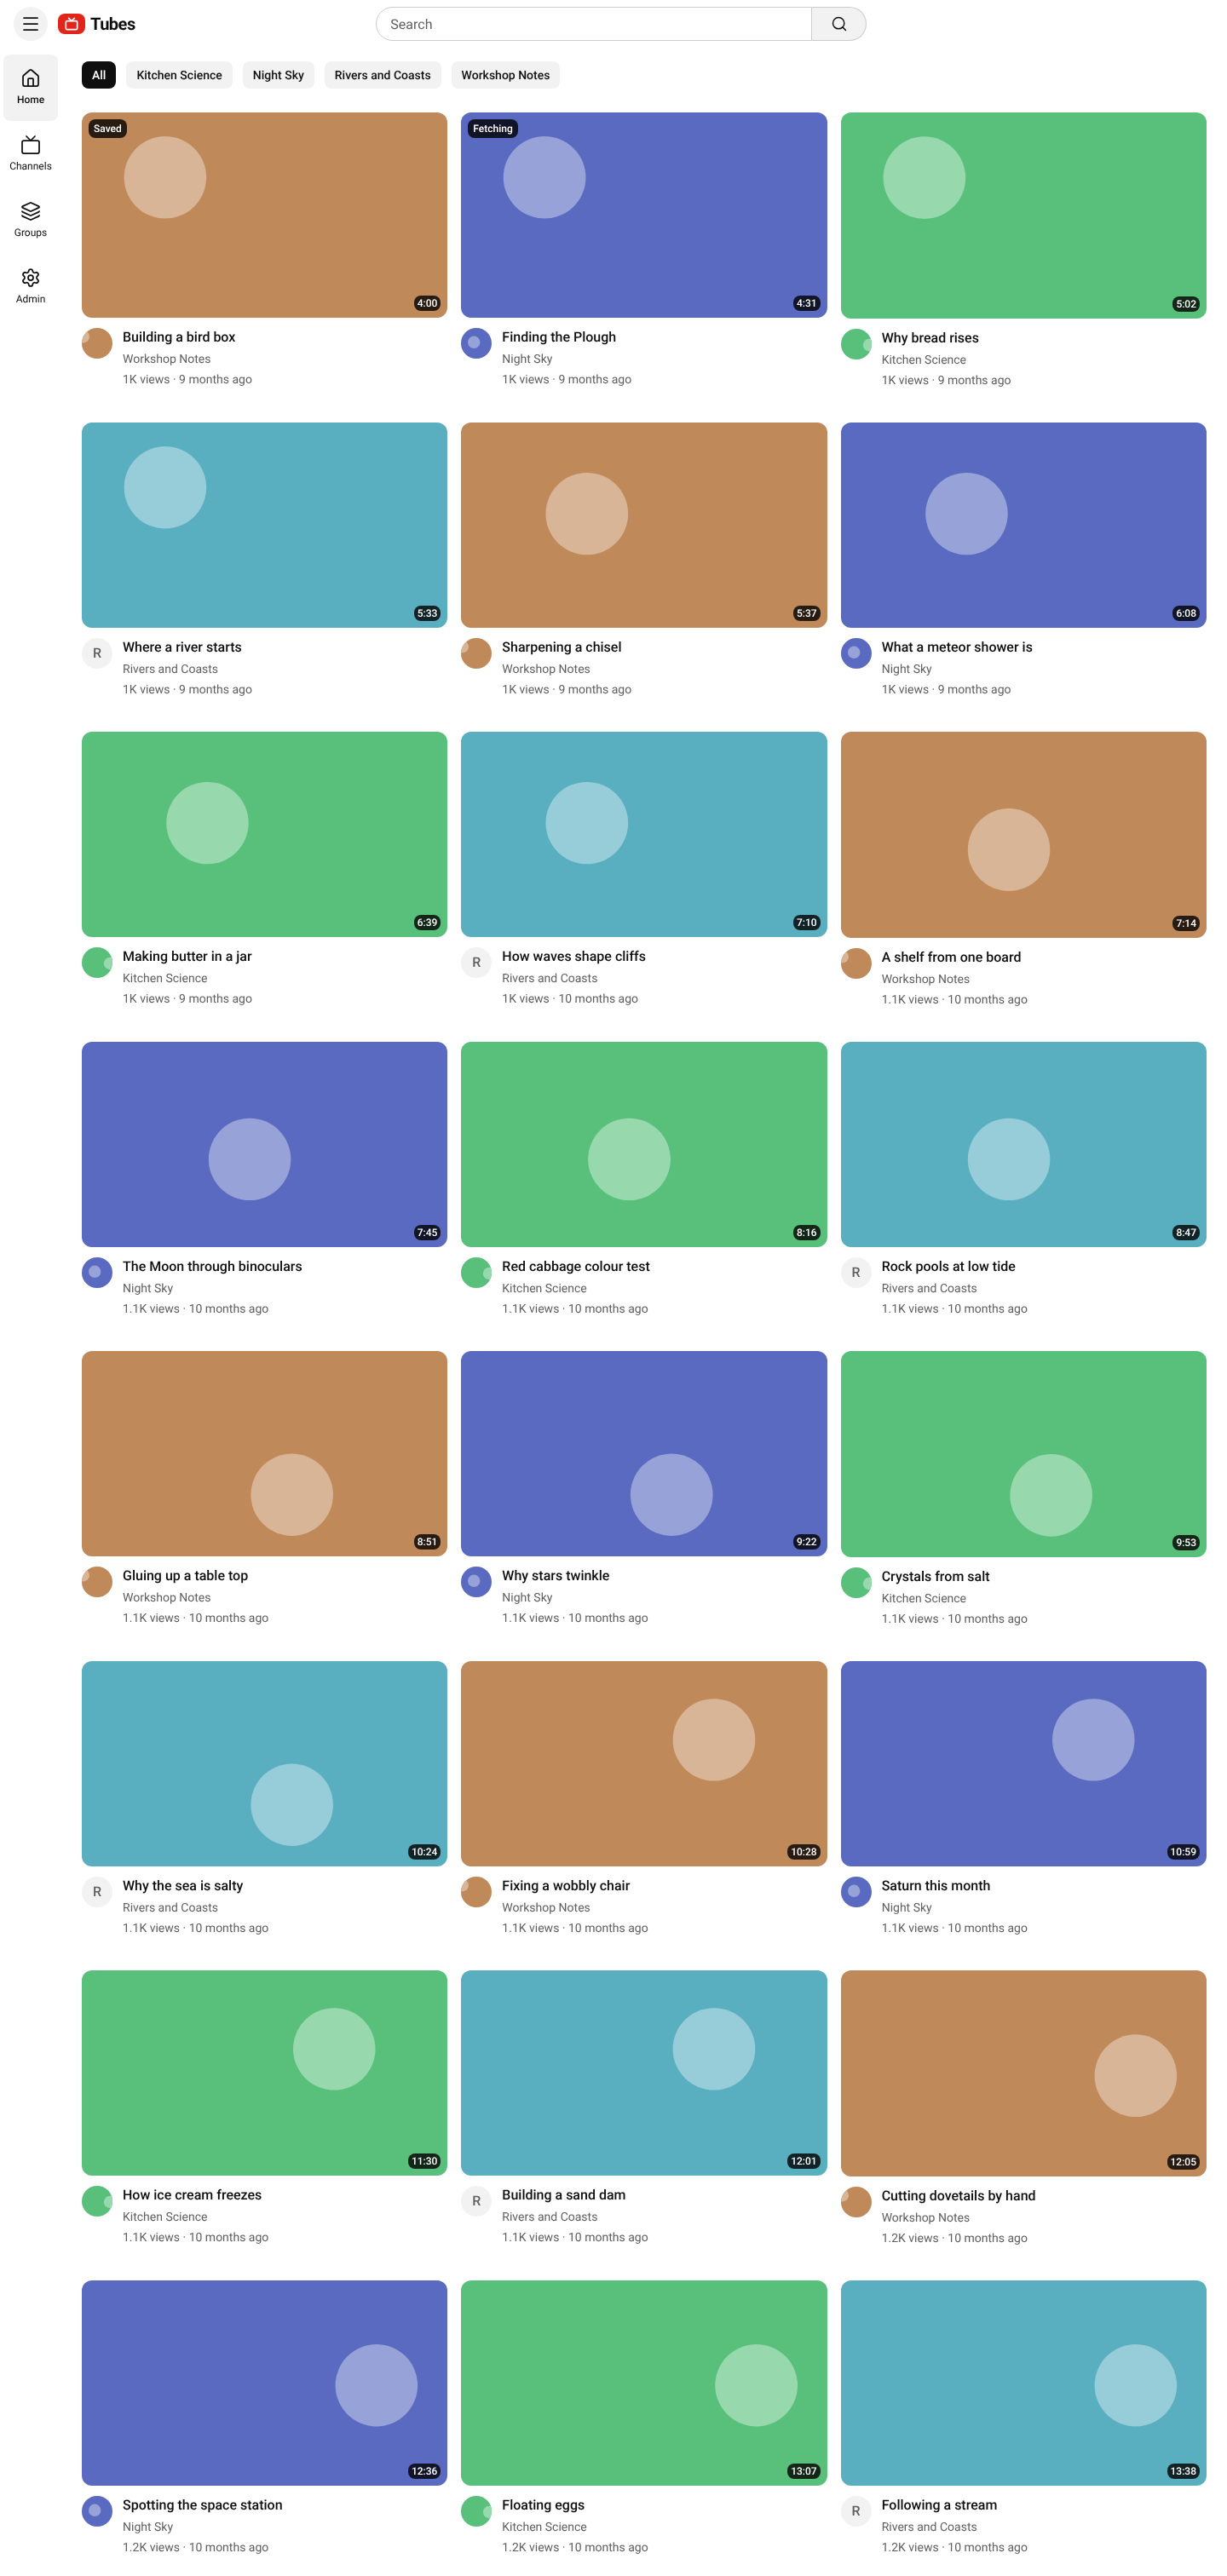 Tubes
Search
Home
Channels
Groups
Admin
All
Kitchen Science
Night Sky
Rivers and Coasts
Workshop Notes
Saved
4:00
Building a bird box
Workshop Notes
1K views · 9 months ago
Fetching
4:31
Finding the Plough
Night Sky
1K views · 9 months ago
5:02
Why bread rises
Kitchen Science
1K views · 9 months ago
5:33
R
Where a river starts
Rivers and Coasts
1K views · 9 months ago
5:37
Sharpening a chisel
Workshop Notes
1K views · 9 months ago
6:08
What a meteor shower is
Night Sky
1K views · 9 months ago
6:39
Making butter in a jar
Kitchen Science
1K views · 9 months ago
7:10
R
How waves shape cliffs
Rivers and Coasts
1K views · 10 months ago
7:14
A shelf from one board
Workshop Notes
1.1K views · 10 months ago
7:45
The Moon through binoculars
Night Sky
1.1K views · 10 months ago
8:16
Red cabbage colour test
Kitchen Science
1.1K views · 10 months ago
8:47
R
Rock pools at low tide
Rivers and Coasts
1.1K views · 10 months ago
8:51
Gluing up a table top
Workshop Notes
1.1K views · 10 months ago
9:22
Why stars twinkle
Night Sky
1.1K views · 10 months ago
9:53
Crystals from salt
Kitchen Science
1.1K views · 10 months ago
10:24
R
Why the sea is salty
Rivers and Coasts
1.1K views · 10 months ago
10:28
Fixing a wobbly chair
Workshop Notes
1.1K views · 10 months ago
10:59
Saturn this month
Night Sky
1.1K views · 10 months ago
11:30
How ice cream freezes
Kitchen Science
1.1K views · 10 months ago
12:01
R
Building a sand dam
Rivers and Coasts
1.1K views · 10 months ago
12:05
Cutting dovetails by hand
Workshop Notes
1.2K views · 10 months ago
12:36
Spotting the space station
Night Sky
1.2K views · 10 months ago
13:07
Floating eggs
Kitchen Science
1.2K views · 10 months ago
13:38
R
Following a stream
Rivers and Coasts
1.2K views · 10 months ago